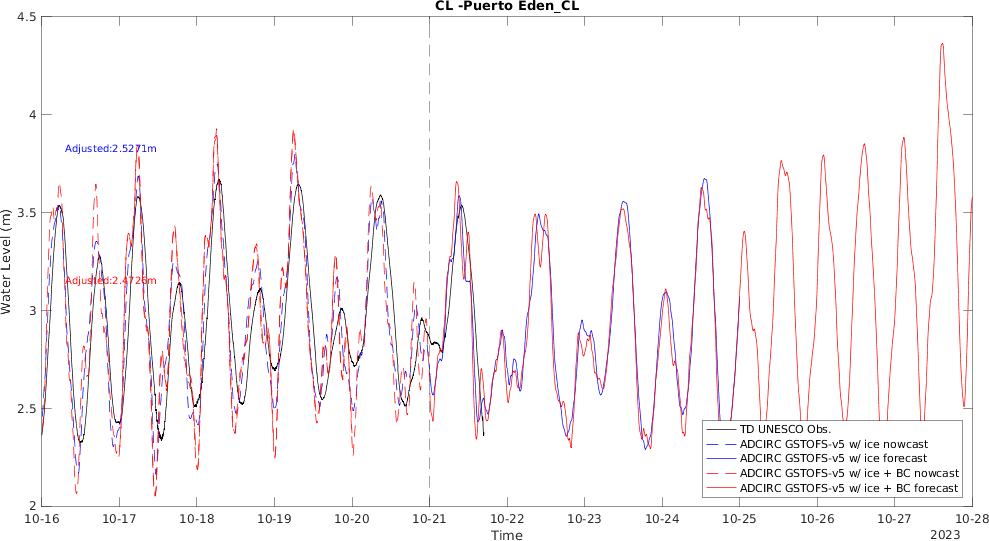 CL -Puerto Eden_CL
4.5
4
3.5
3
2.5
2
Water Level (m)
Adjusted:2.5271m
Adjusted:2.4726m
TD UNESCO Obs.
ADCIRC GSTOFS-v5 w/ ice nowcast
ADCIRC GSTOFS-v5 w/ ice forecast
ADCIRC GSTOFS-v5 w/ ice + BC nowcast
ADCIRC GSTOFS-v5 w/ ice + BC forecast
10-16 10-17 10-18 10-19 10-20 10-21 10-22 10-23 10-24 10-25 10-26 10-27 10-28
Time
2023